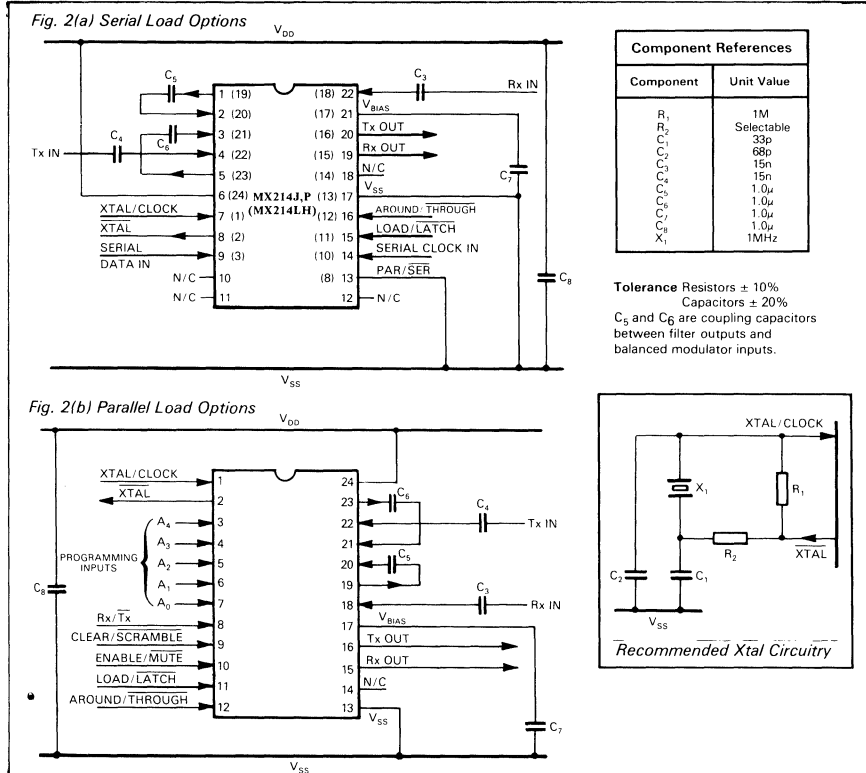 Fig. 2(a) Serial Load Options
VDD
C5
C4
C6
Tx IN
1 (19)
2 (20)
3 (21)
4 (22)
5 (23)
6 (24)
7 (1)
8 (2)
9 (3)
10
11
MX214J,P
(MX214LH)
XTAL/CLOCK
XTAL
SERIAL
DATA IN
N/C
N/C
(18) 22
(17) 21
(16) 20
(15) 19
(14) 18
(13) 17
(12) 16
(11) 15
(10) 14
(8) 13
12
C3
Rx IN
VBIAS
Tx OUT
Rx OUT
N/C
VSS
C7
AROUND/THROUGH
LOAD/LATCH
SERIAL CLOCK IN
PAR/SER
N/C
C8
VSS
Component References
Component Unit Value
R1 1M
R2 Selectable
C1 33p
C2 68p
C3 15n
C4 15n
C5 1.0µ
C6 1.0µ
C7 1.0µ
C8 1.0µ
X1 1MHz
Tolerance Resistors ± 10%
Capacitors ± 20%
C5 and C6 are coupling capacitors
between filter outputs and
balanced modulator inputs.
Fig. 2(b) Parallel Load Options
VDD
XTAL/CLOCK
XTAL
A4
A3
A2
A1
A0
PROGRAMMING
INPUTS
C8
Rx/Tx
CLEAR/SCRAMBLE
ENABLE/MUTE
LOAD/LATCH
AROUND/THROUGH
1
2
3
4
5
6
7
8
9
10
11
12
24
23
22
21
20
19
18
17
16
15
14
13
C6
C4
Tx IN
C5
C3
Rx IN
VBIAS
Tx OUT
Rx OUT
N/C
VSS
C7
VSS
XTAL/CLOCK
X1
R1
R2
XTAL
C2
C1
VSS
Recommended Xtal Circuitry